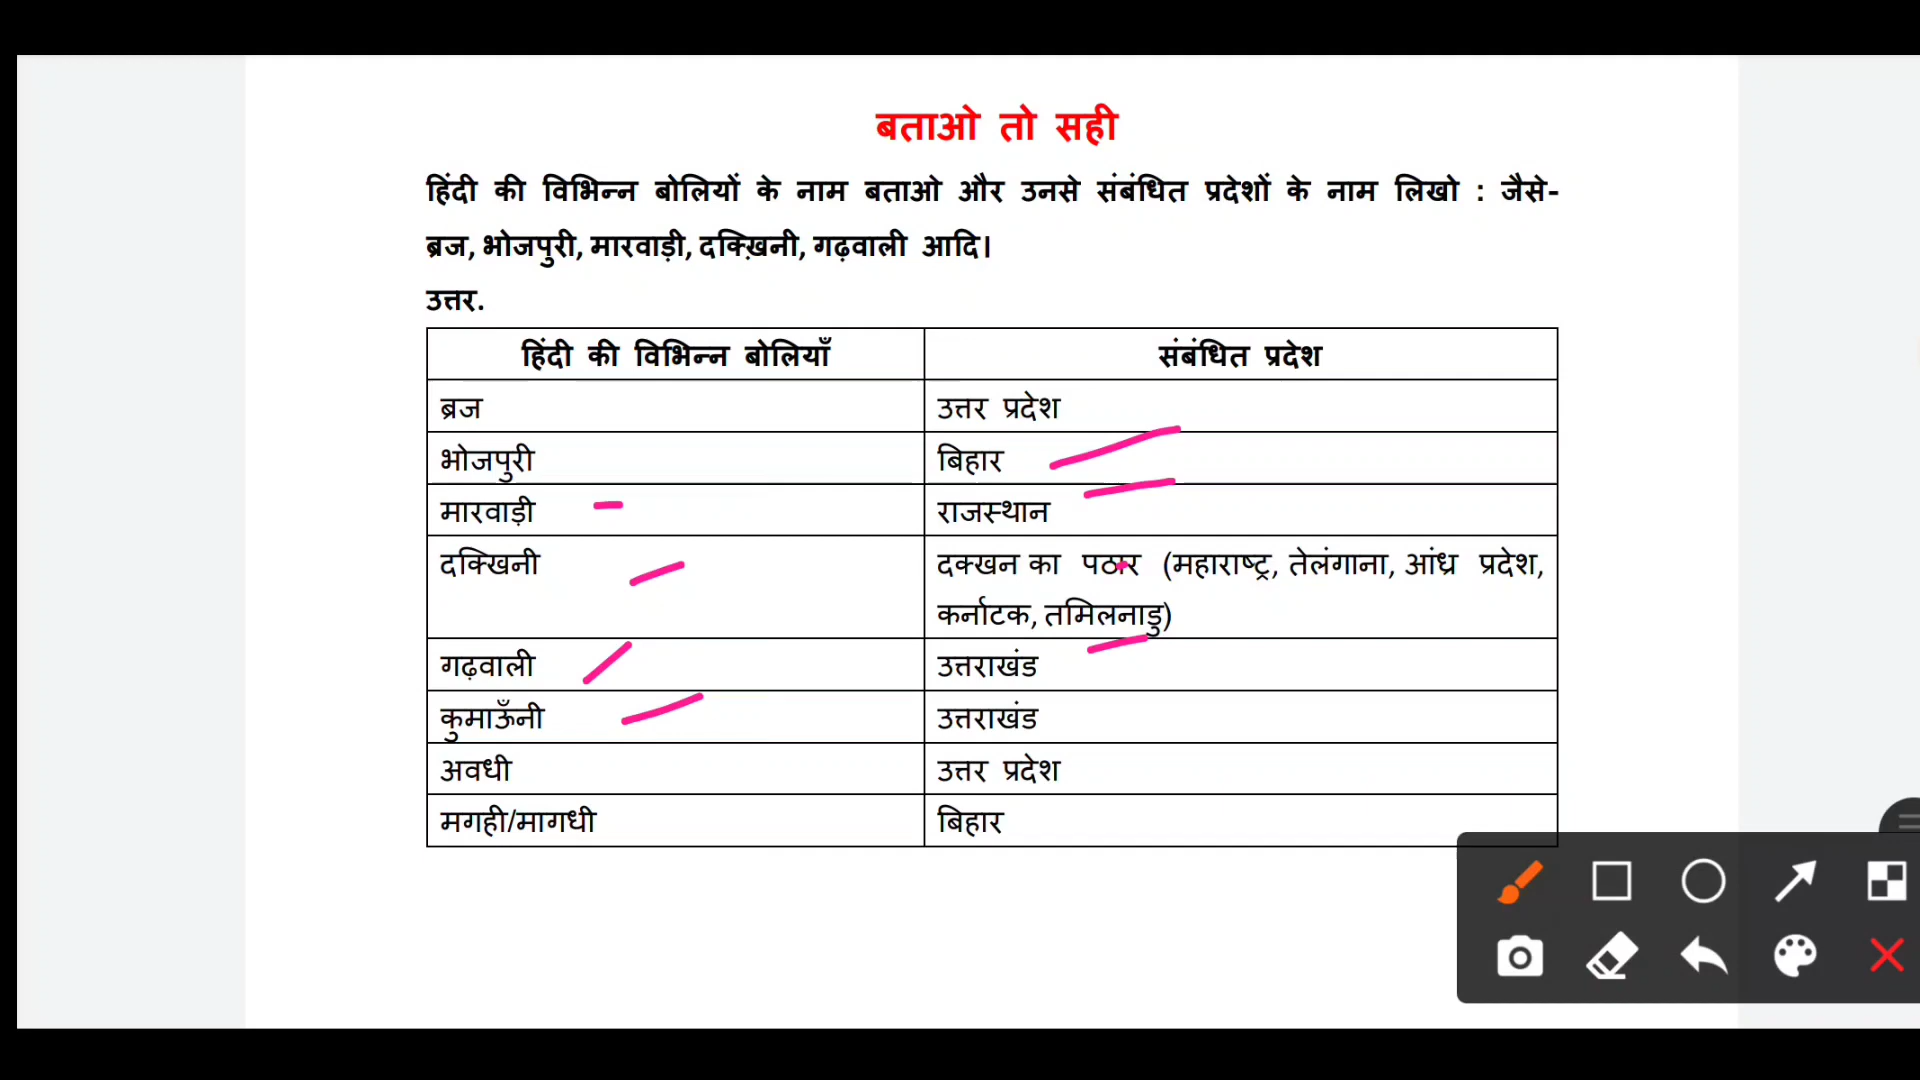 बताओ तो सही
हिंदी की विभिन्न बोलियों के नाम बताओ और उनसे संबंधित प्रदेशों के नाम लिखो : जैसे-
ब्रज, भोजपुरी, मारवाड़ी, दक्ख़िनी, गढ़वाली आदि।
उत्तर.
हिंदी की विभिन्न बोलियाँ संबंधित प्रदेश
ब्रज उत्तर प्रदेश
भोजपुरी बिहार
मारवाड़ी राजस्थान
दक्खिनी दक्खन का पठार (महाराष्ट्र, तेलंगाना, आंध्र प्रदेश,
कर्नाटक, तमिलनाडु)
गढ़वाली उत्तराखंड
कुमाऊँनी उत्तराखंड
अवधी उत्तर प्रदेश
मगही/मागधी बिहार